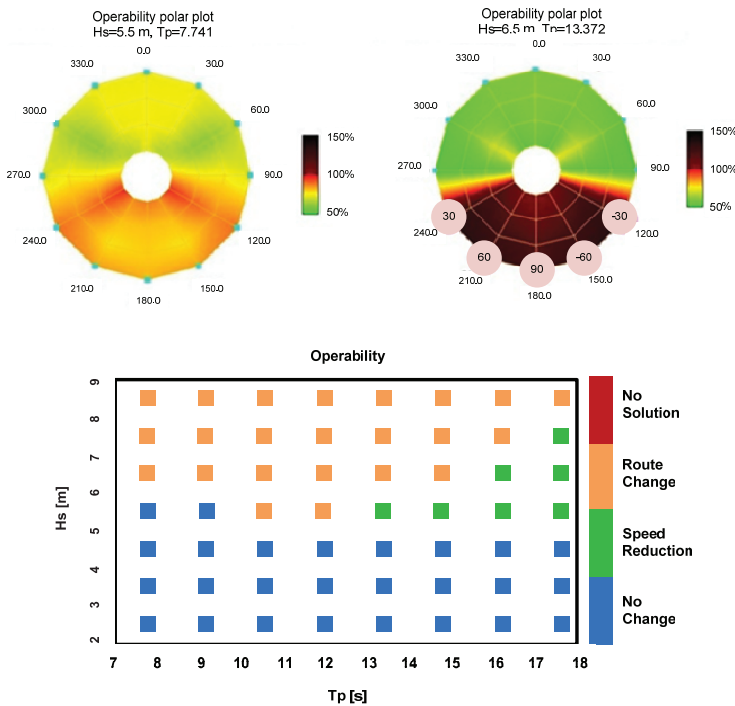 Operability polar plot
Hs=5.5 m, Tp=7.741
0.0
330.0
30.0
300.0
60.0
270.0
90.0
240.0
120.0
210.0
150.0
180.0
150%
100%
50%
Operability polar plot
Hs=6.5 m, Tp=13.372
0.0
330.0
30.0
300.0
60.0
270.0
90.0
240.0
120.0
210.0
150.0
180.0
30
60
90
-60
-30
150%
100%
50%
Operability
9
8
7
6
5
4
3
2
Hs [m]
7 8 9 10 11 12 13 14 15 16 17 18
Tp [s]
No
Solution
Route
Change
Speed
Reduction
No
Change